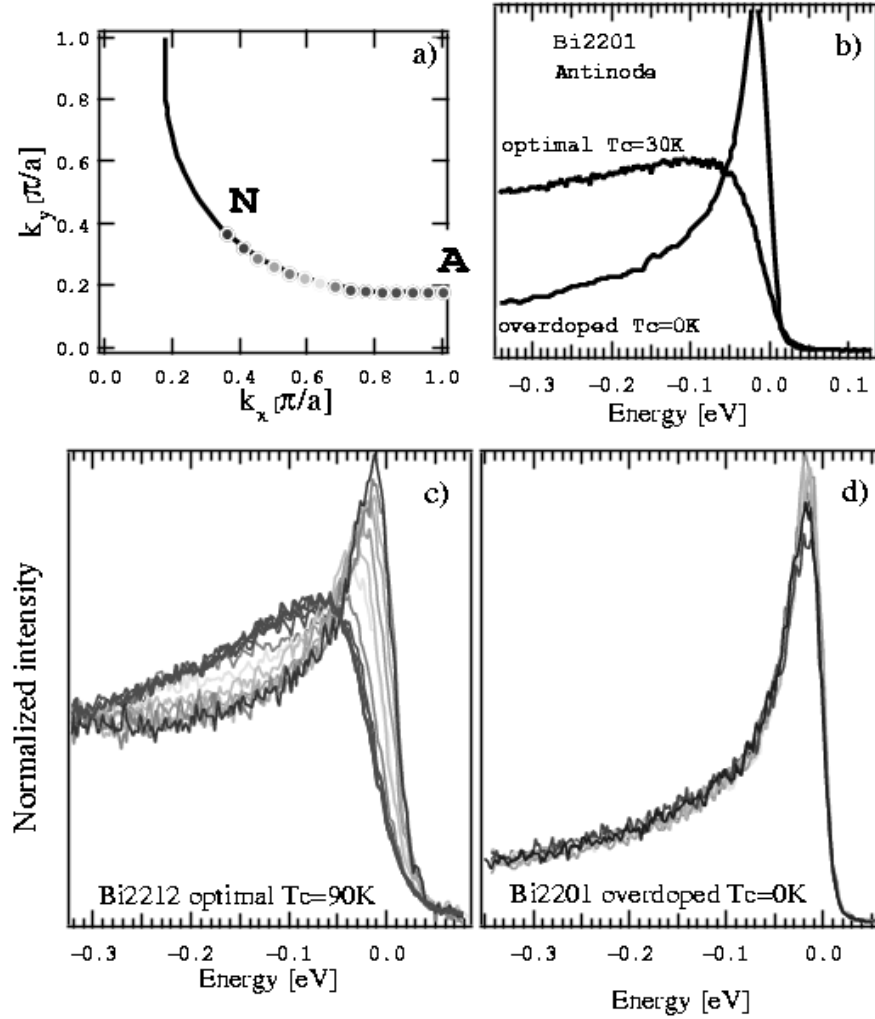 a)
1.0
0.8
0.6
0.4
0.2
0.0
k_y [π/a]
N
A
0.0 0.2 0.4 0.6 0.8 1.0
k_x [π/a]
b)
Bi2201
Antinode
optimal Tc=30K
overdoped Tc=0K
−0.3 −0.2 −0.1 0.0 0.1
Energy [eV]
Normalized intensity
c)
Bi2212 optimal Tc=90K
−0.3 −0.2 −0.1 0.0
Energy [eV]
d)
Bi2201 overdoped Tc=0K
−0.3 −0.2 −0.1 0.0
Energy [eV]